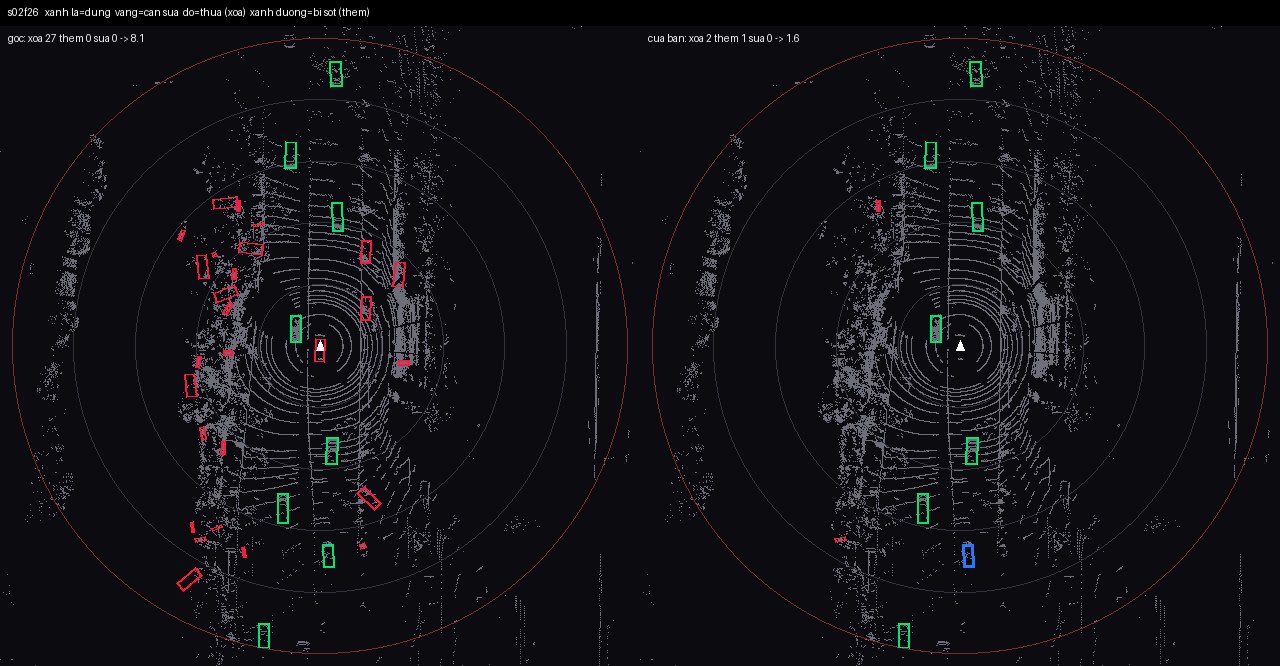 s02f26 xanh la=dung vang=can sua do=thua (xoa) xanh duong=bi sot (them)
goc: xoa 27 them 0 sua 0 -> 8.1
cua ban: xoa 2 them 1 sua 0 -> 1.6